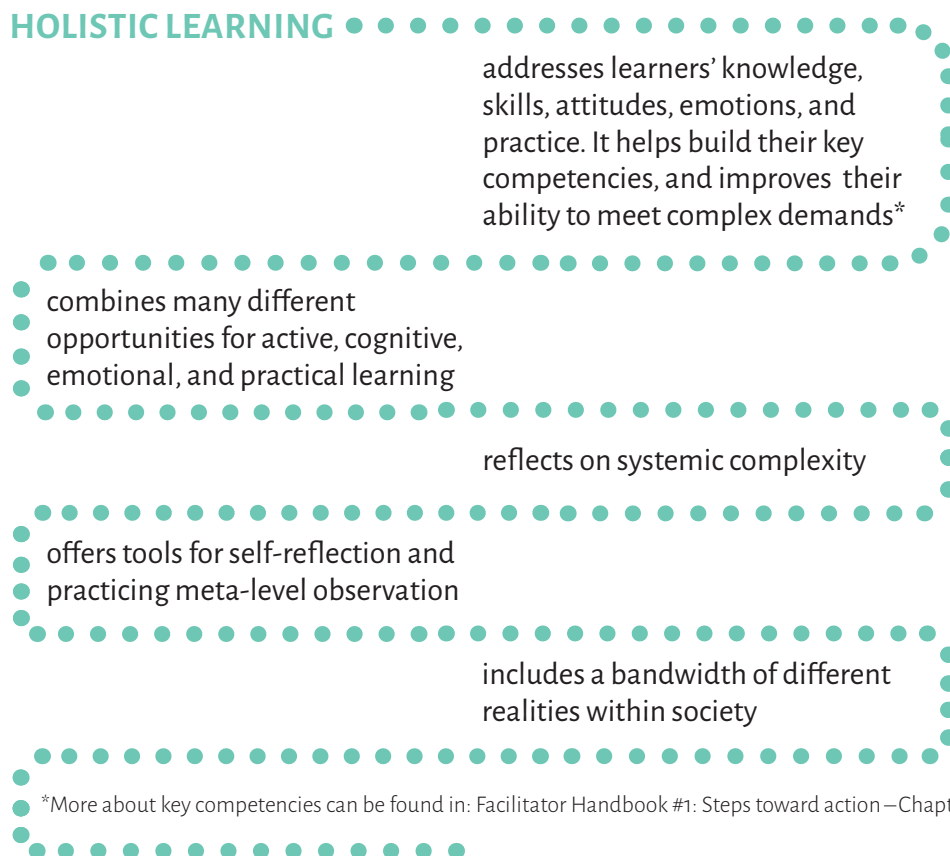 HOLISTIC LEARNING
addresses learners’ knowledge,
skills, attitudes, emotions, and
practice. It helps build their key
competencies, and improves their
ability to meet complex demands*
combines many different
opportunities for active, cognitive,
emotional, and practical learning
reflects on systemic complexity
offers tools for self-reflection and
practicing meta-level observation
includes a bandwidth of different
realities within society
*More about key competencies can be found in: Facilitator Handbook #1: Steps toward action – Chapt